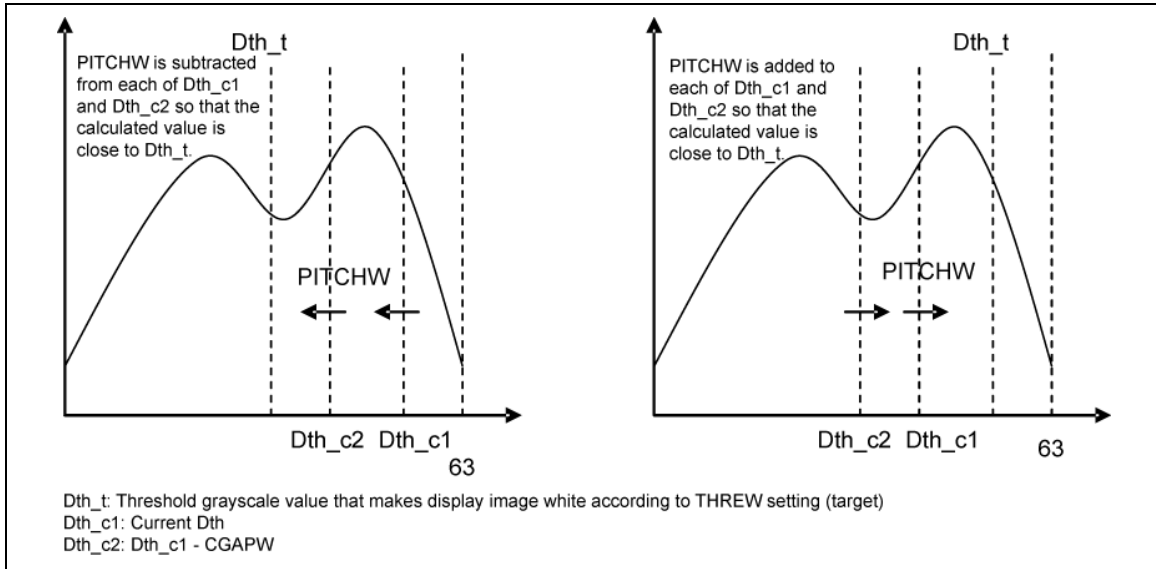 Dth_t
PITCHW is subtracted
from each of Dth_c1
and Dth_c2 so that the
calculated value is
close to Dth_t.
PITCHW
Dth_c2
Dth_c1
63
Dth_t
PITCHW is added to
each of Dth_c1 and
Dth_c2 so that the
calculated value is
close to Dth_t.
PITCHW
Dth_c2
Dth_c1
63
Dth_t: Threshold grayscale value that makes display image white according to THREW setting (target)
Dth_c1: Current Dth
Dth_c2: Dth_c1 - CGAPW